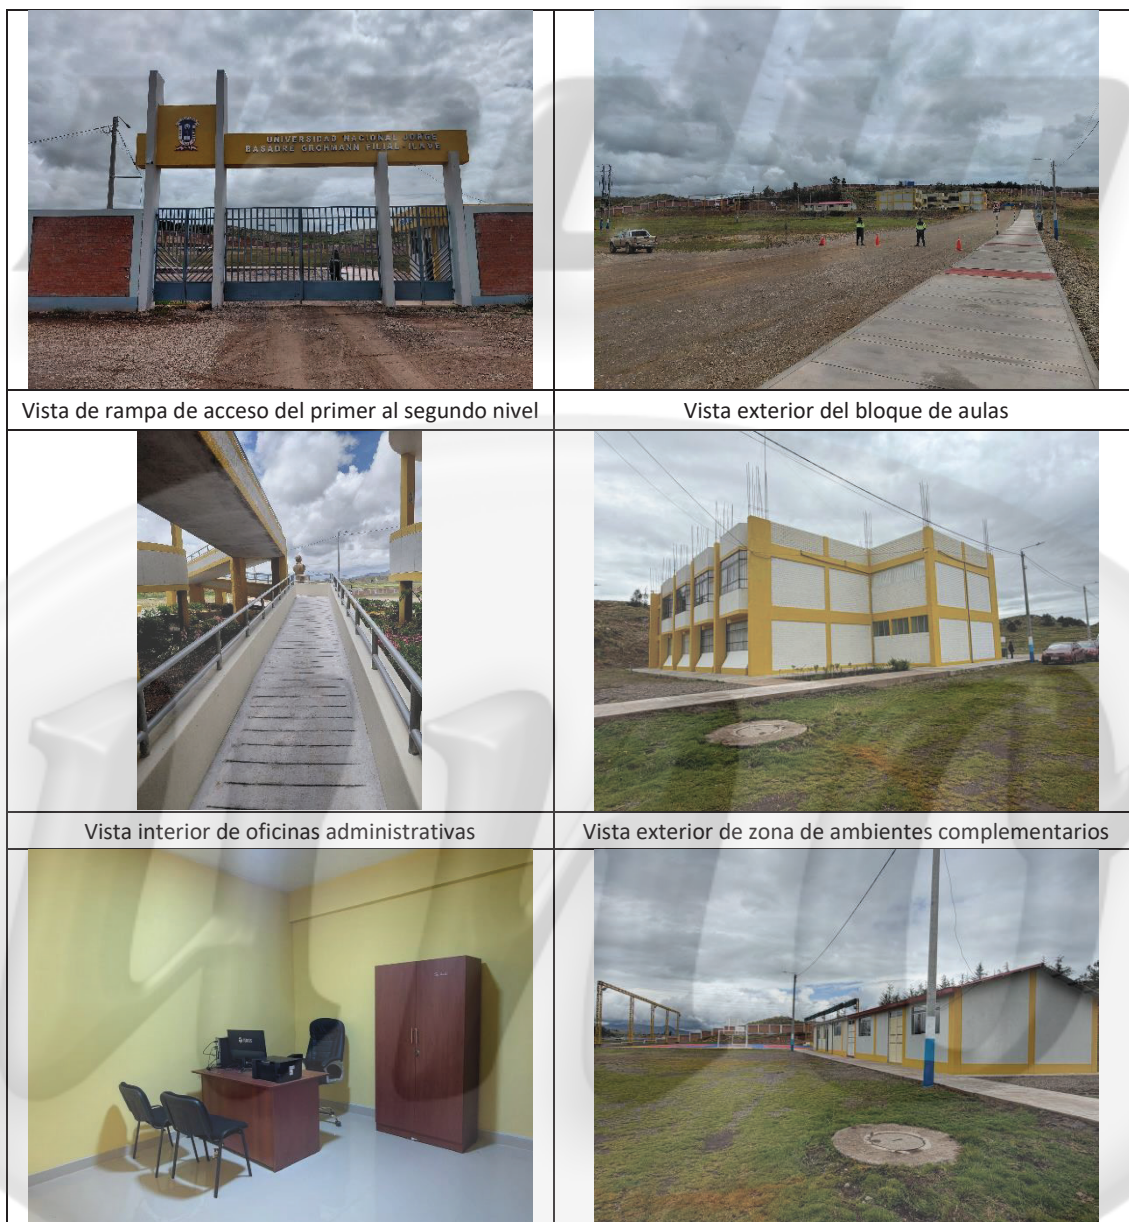 UNIVERSIDAD NACIONAL JORGE
BASADRE GROHMANN FILIAL - ILAVE
Vista de rampa de acceso del primer al segundo nivel
Vista exterior del bloque de aulas
Vista interior de oficinas administrativas
Vista exterior de zona de ambientes complementarios